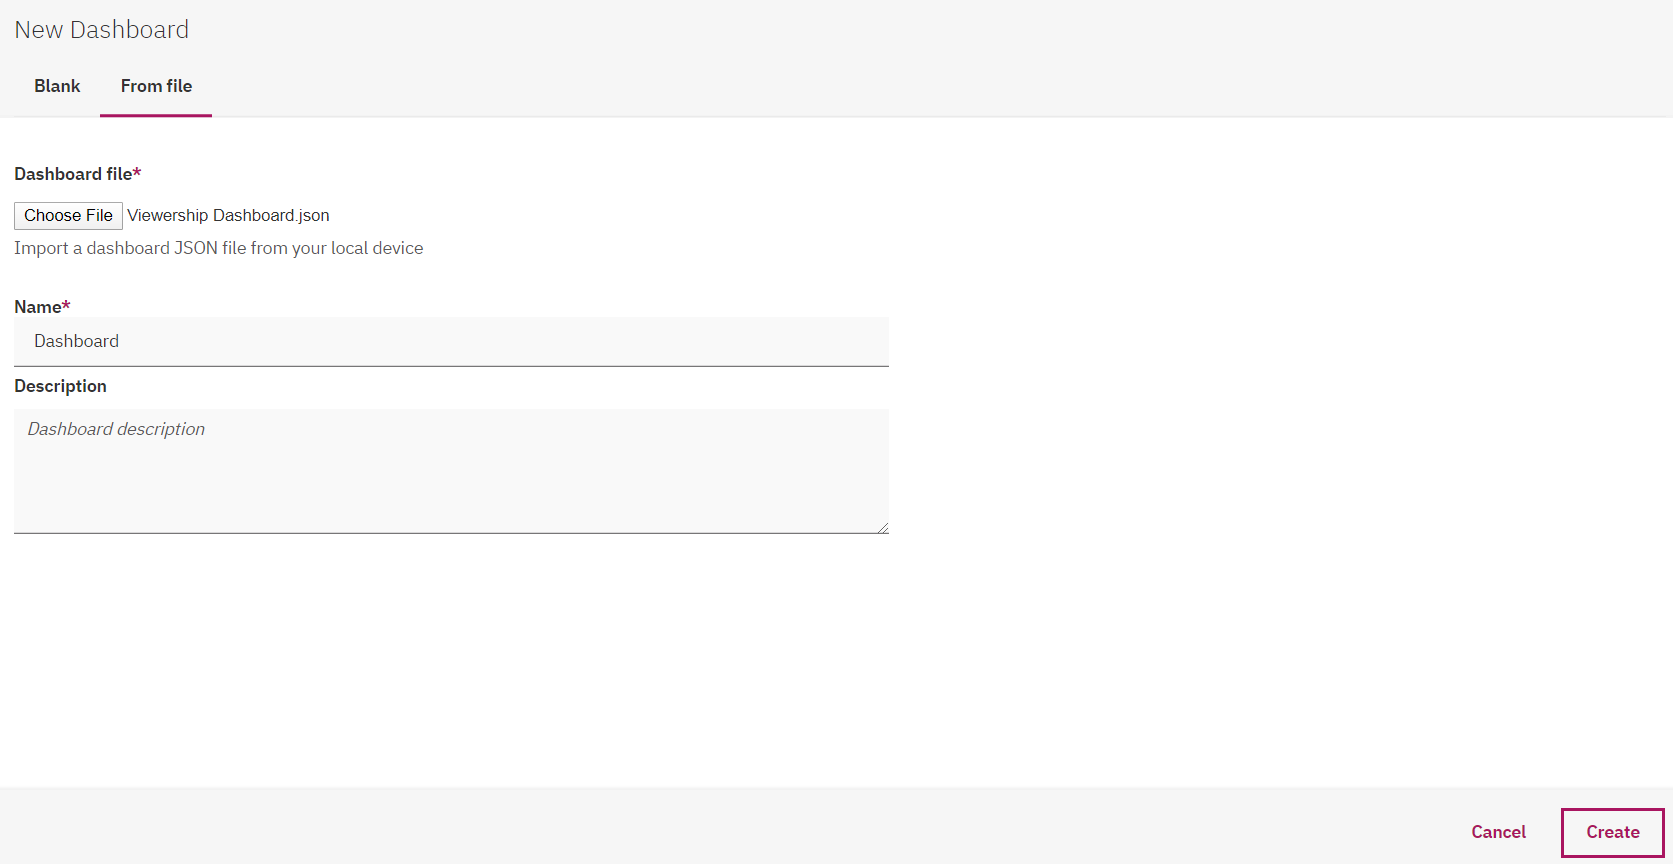 New Dashboard
Blank From file
Dashboard file*
Choose File Viewership Dashboard.json
Import a dashboard JSON file from your local device
Name*
Dashboard
Description
Dashboard description
Cancel Create